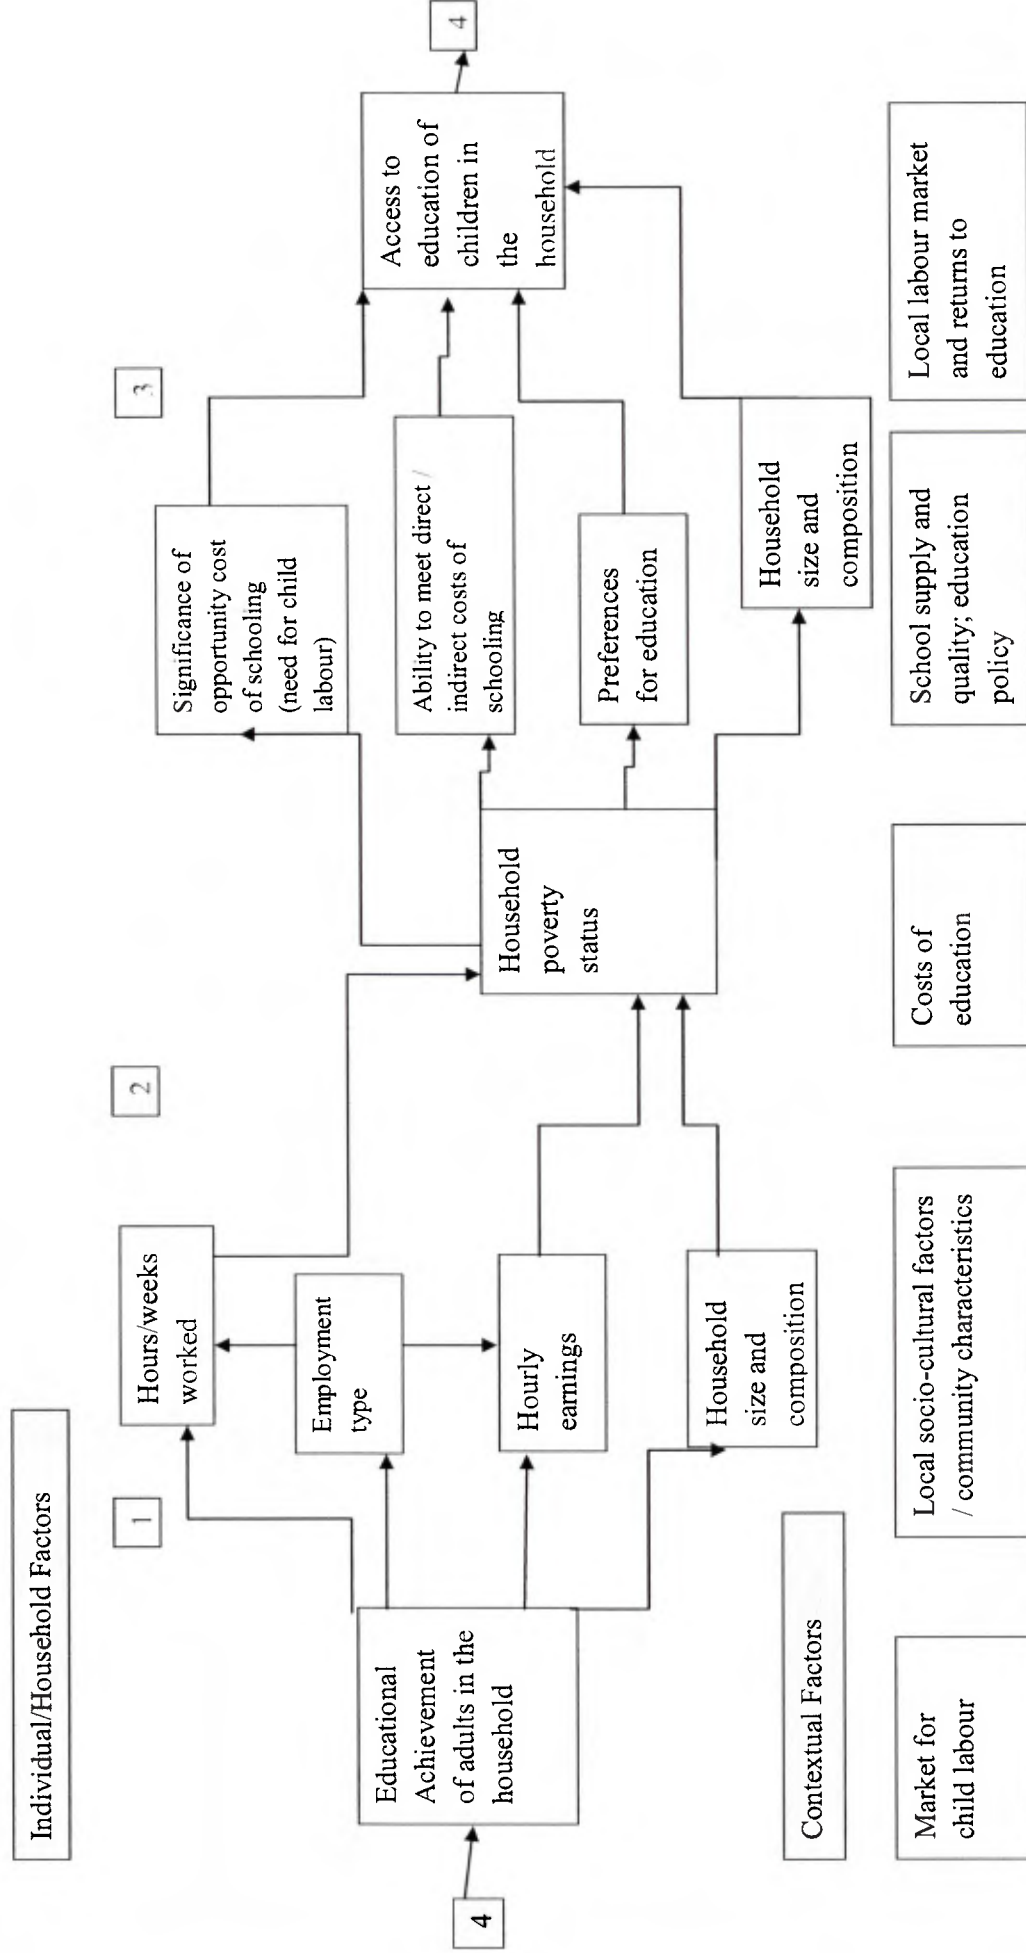 Individual/Household Factors
1
2
3
Hours/weeks
worked
Significance of
opportunity cost
of schooling
(need for child
labour)
Employment
type
Educational
Achievement
of adults in the
household
4
Hourly
earnings
Household
poverty
status
Ability to meet direct /
indirect costs of
schooling
Access to
education of
children in
the
household
4
Preferences
for education
Household
size and
composition
Household
size and
composition
Contextual Factors
Market for
child labour
Local socio-cultural factors
/ community characteristics
Costs of
education
School supply and
quality; education
policy
Local labour market
and returns to
education